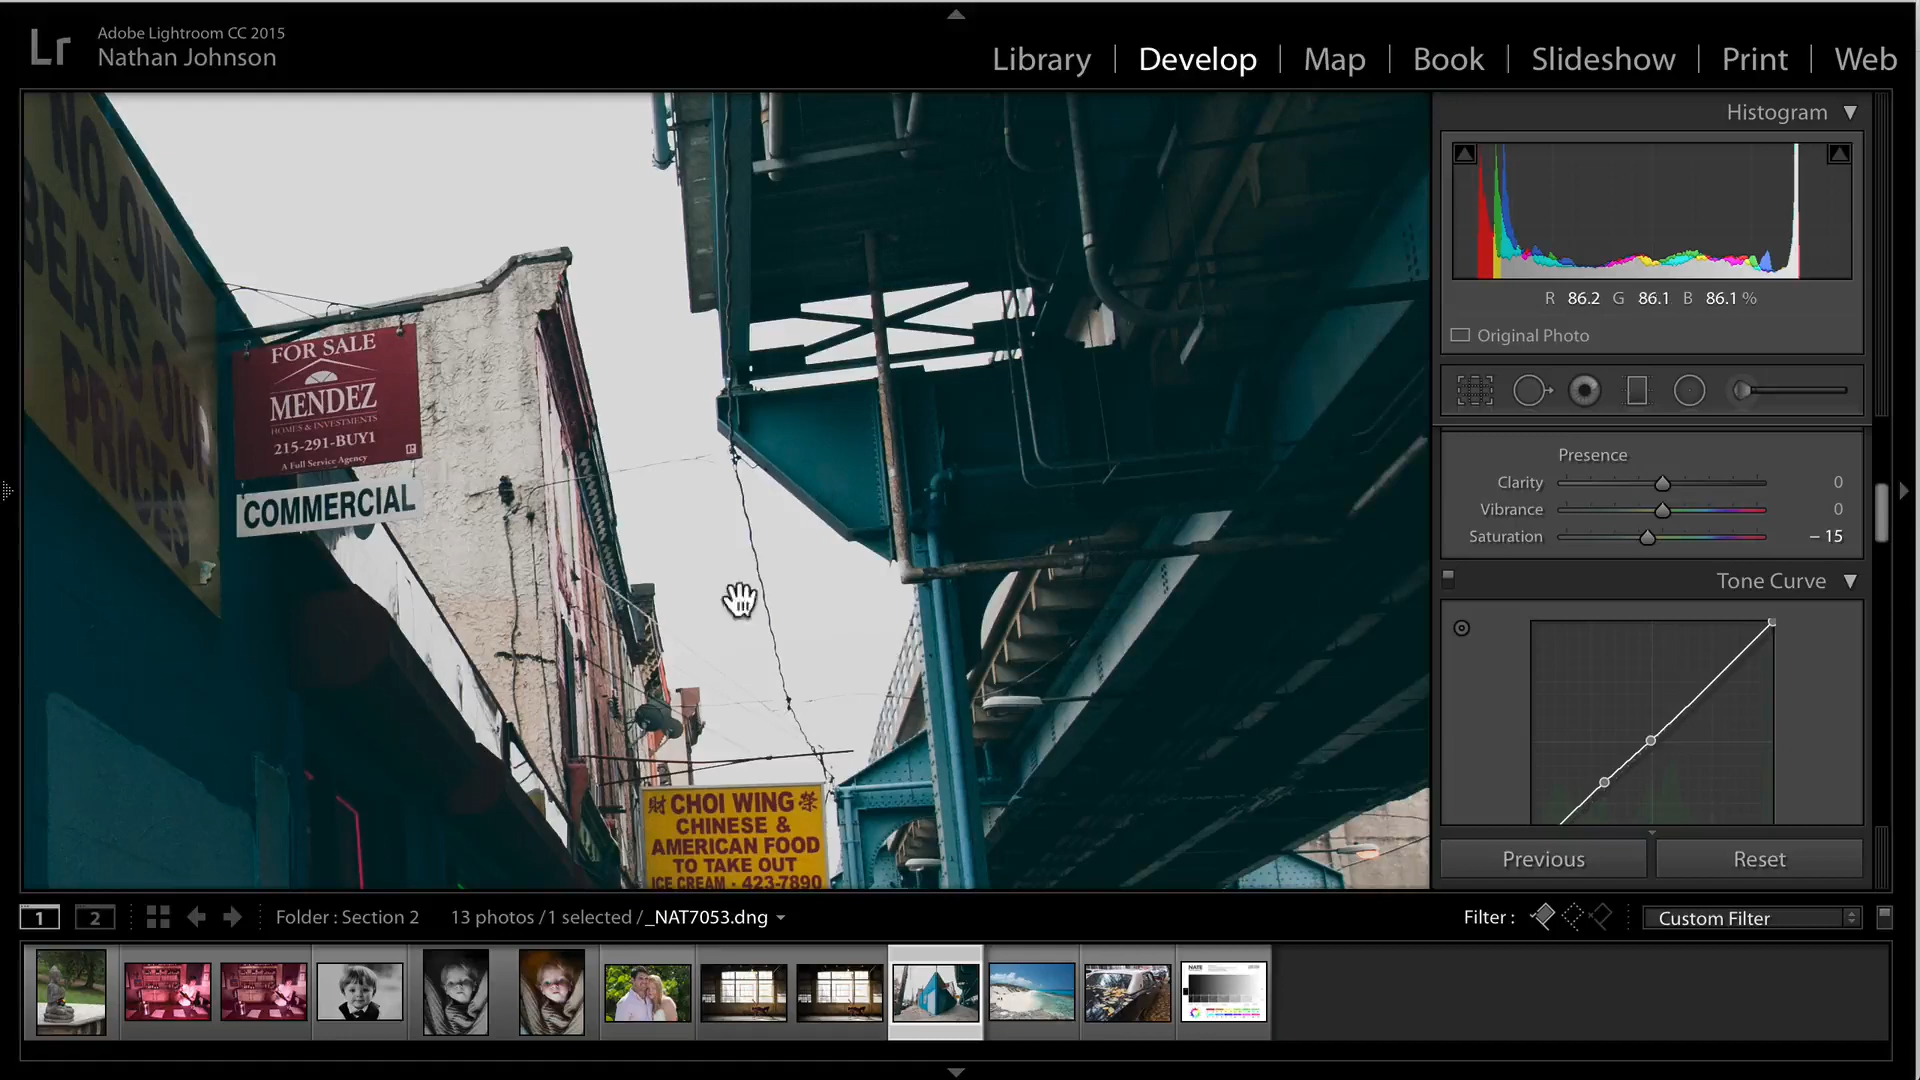 Lr
Adobe Lightroom CC 2015
Nathan Johnson
Library | Develop | Map | Book | Slideshow | Print | Web
Histogram
R 86.2 G 86.1 B 86.1 %
Original Photo
Presence
Clarity 0
Vibrance 0
Saturation – 15
Tone Curve
Previous
Reset
NO ONE
BEATS OUR
PRICES
FOR SALE
MENDEZ
HOMES & INVESTMENTS
215-291-BUY1
A Full Service Agency
COMMERCIAL
財 CHOI WING 榮
CHINESE &
AMERICAN FOOD
TO TAKE OUT
ICE CREAM · 423-7890
1
2
Folder : Section 2
13 photos / 1 selected / _NAT7053.dng
Filter :
Custom Filter
NATE